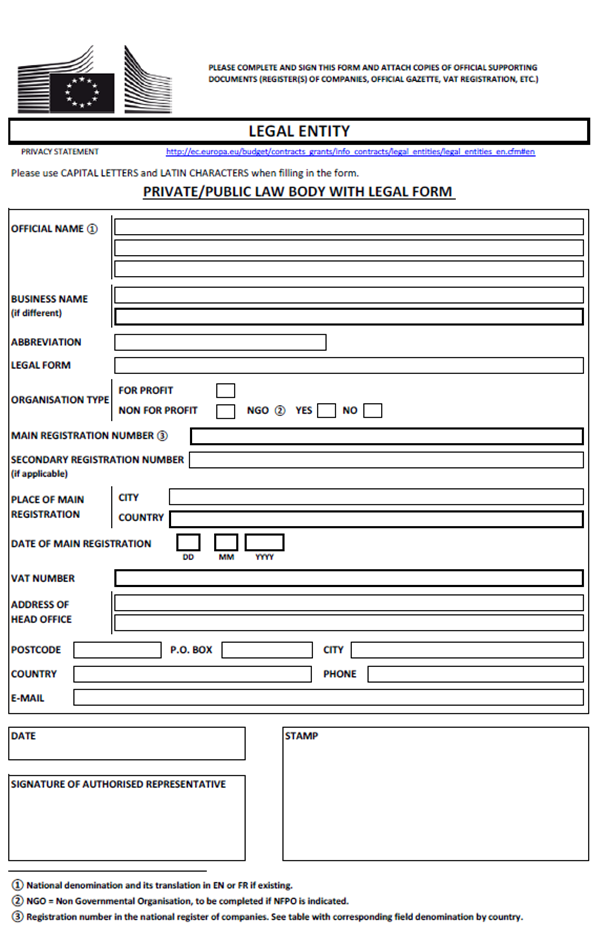 PLEASE COMPLETE AND SIGN THIS FORM AND ATTACH COPIES OF OFFICIAL SUPPORTING
DOCUMENTS (REGISTER(S) OF COMPANIES, OFFICIAL GAZETTE, VAT REGISTRATION, ETC.)
LEGAL ENTITY
PRIVACY STATEMENT http://ec.europa.eu/budget/contracts_grants/info_contracts/legal_entities/legal_entities_en.cfm#en
Please use CAPITAL LETTERS and LATIN CHARACTERS when filling in the form.
PRIVATE/PUBLIC LAW BODY WITH LEGAL FORM
OFFICIAL NAME ①
BUSINESS NAME
(if different)
ABBREVIATION
LEGAL FORM
ORGANISATION TYPE
FOR PROFIT
NON FOR PROFIT NGO ② YES NO
MAIN REGISTRATION NUMBER ③
SECONDARY REGISTRATION NUMBER
(if applicable)
PLACE OF MAIN
REGISTRATION
CITY
COUNTRY
DATE OF MAIN REGISTRATION
DD MM YYYY
VAT NUMBER
ADDRESS OF
HEAD OFFICE
POSTCODE P.O. BOX CITY
COUNTRY PHONE
E-MAIL
DATE
STAMP
SIGNATURE OF AUTHORISED REPRESENTATIVE
① National denomination and its translation in EN or FR if existing.
② NGO = Non Governmental Organisation, to be completed if NFPO is indicated.
③ Registration number in the national register of companies. See table with corresponding field denomination by country.